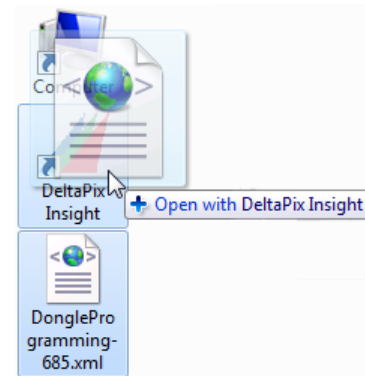 Computer
DeltaPix
Insight
Open with DeltaPix Insight
DonglePro
gramming-
685.xml